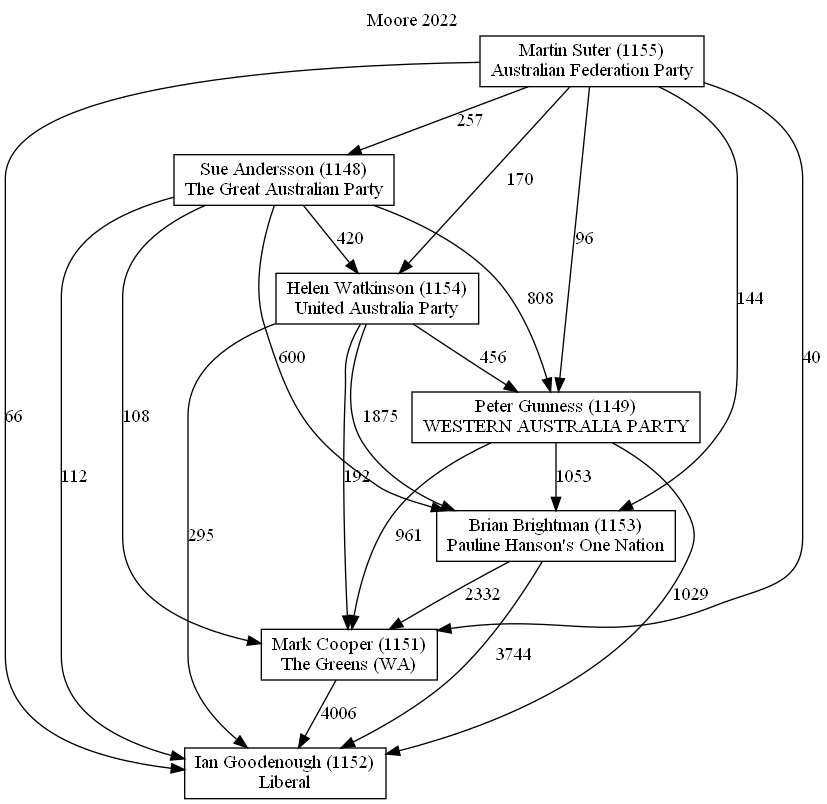 Moore 2022
Martin Suter (1155)
Australian Federation Party
257
Sue Andersson (1148)
The Great Australian Party
170
420
96
Helen Watkinson (1154)
United Australia Party
808
144
600
456
40
Peter Gunness (1149)
WESTERN AUSTRALIA PARTY
66
108
1875
112
192
1053
Brian Brightman (1153)
Pauline Hanson's One Nation
295
961
2332
1029
Mark Cooper (1151)
The Greens (WA)
3744
4006
Ian Goodenough (1152)
Liberal